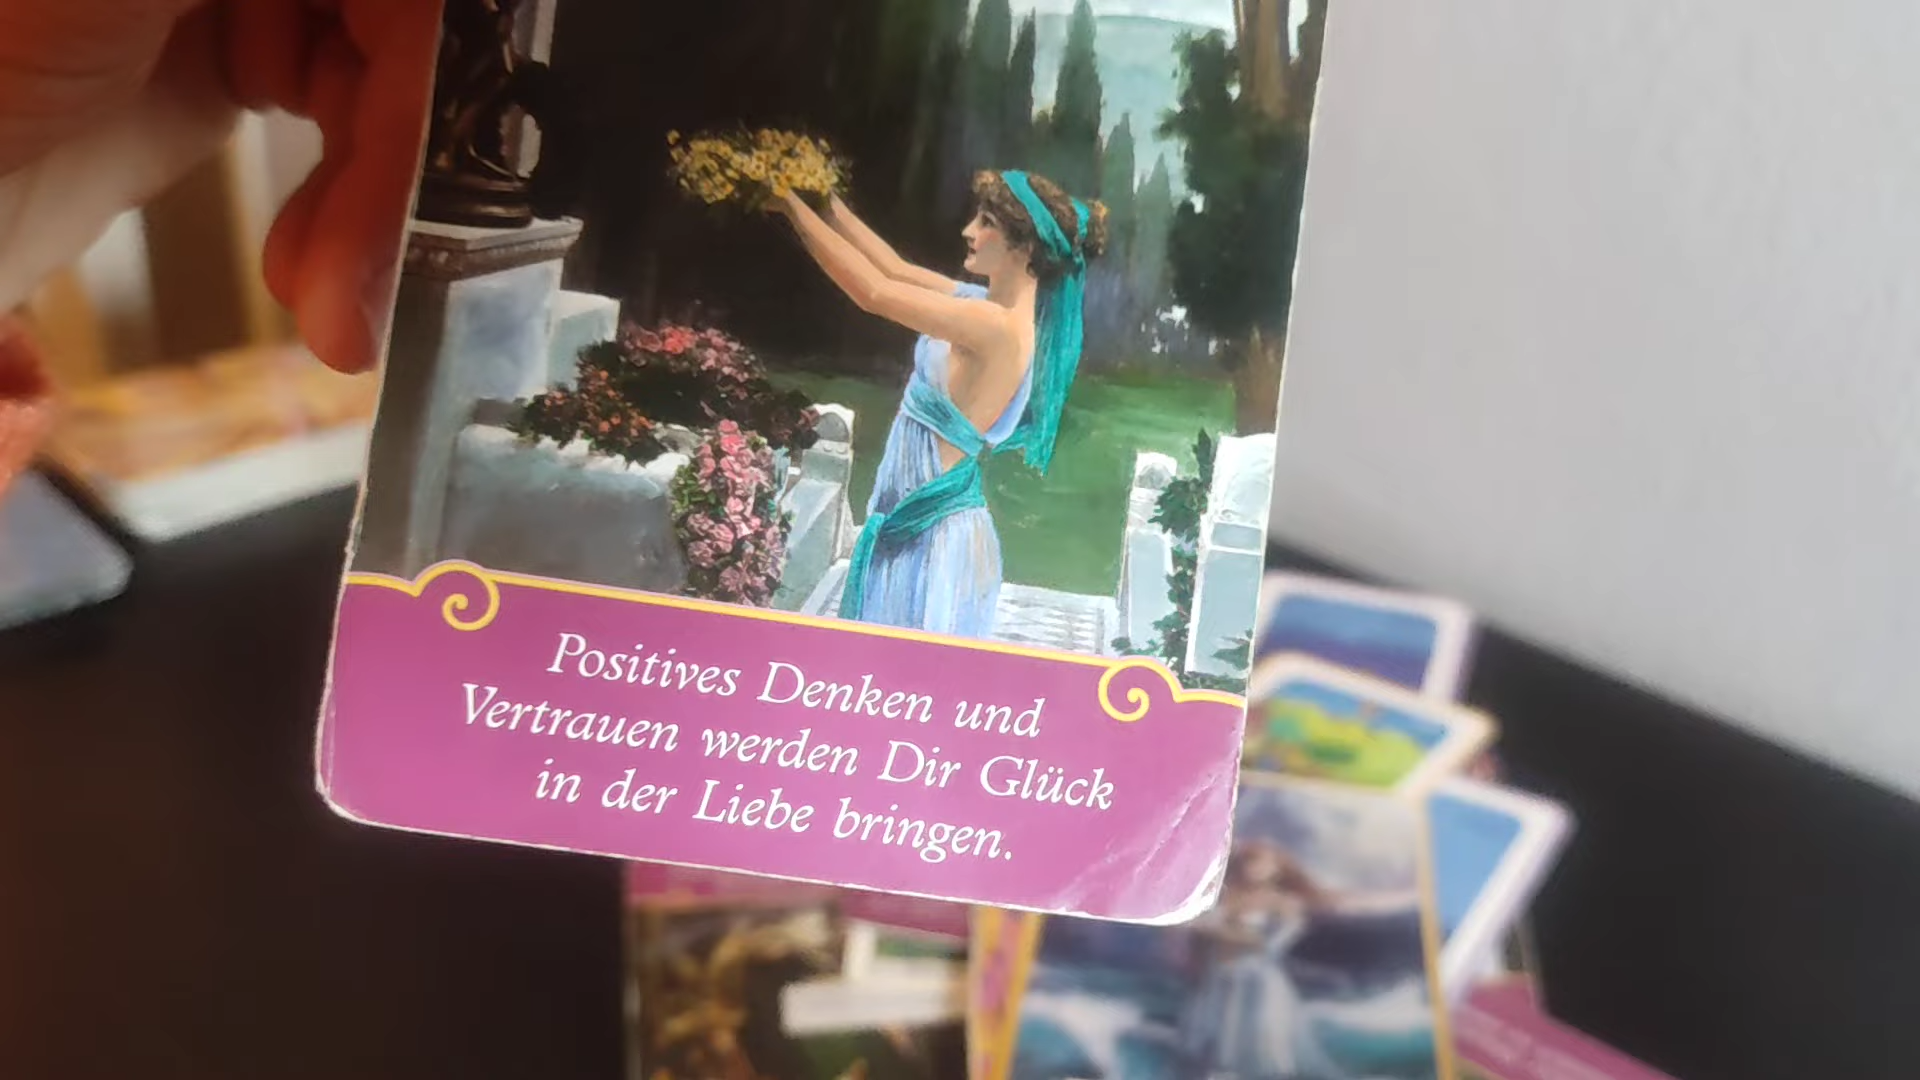 Positives Denken und
Vertrauen werden Dir Glück
in der Liebe bringen.